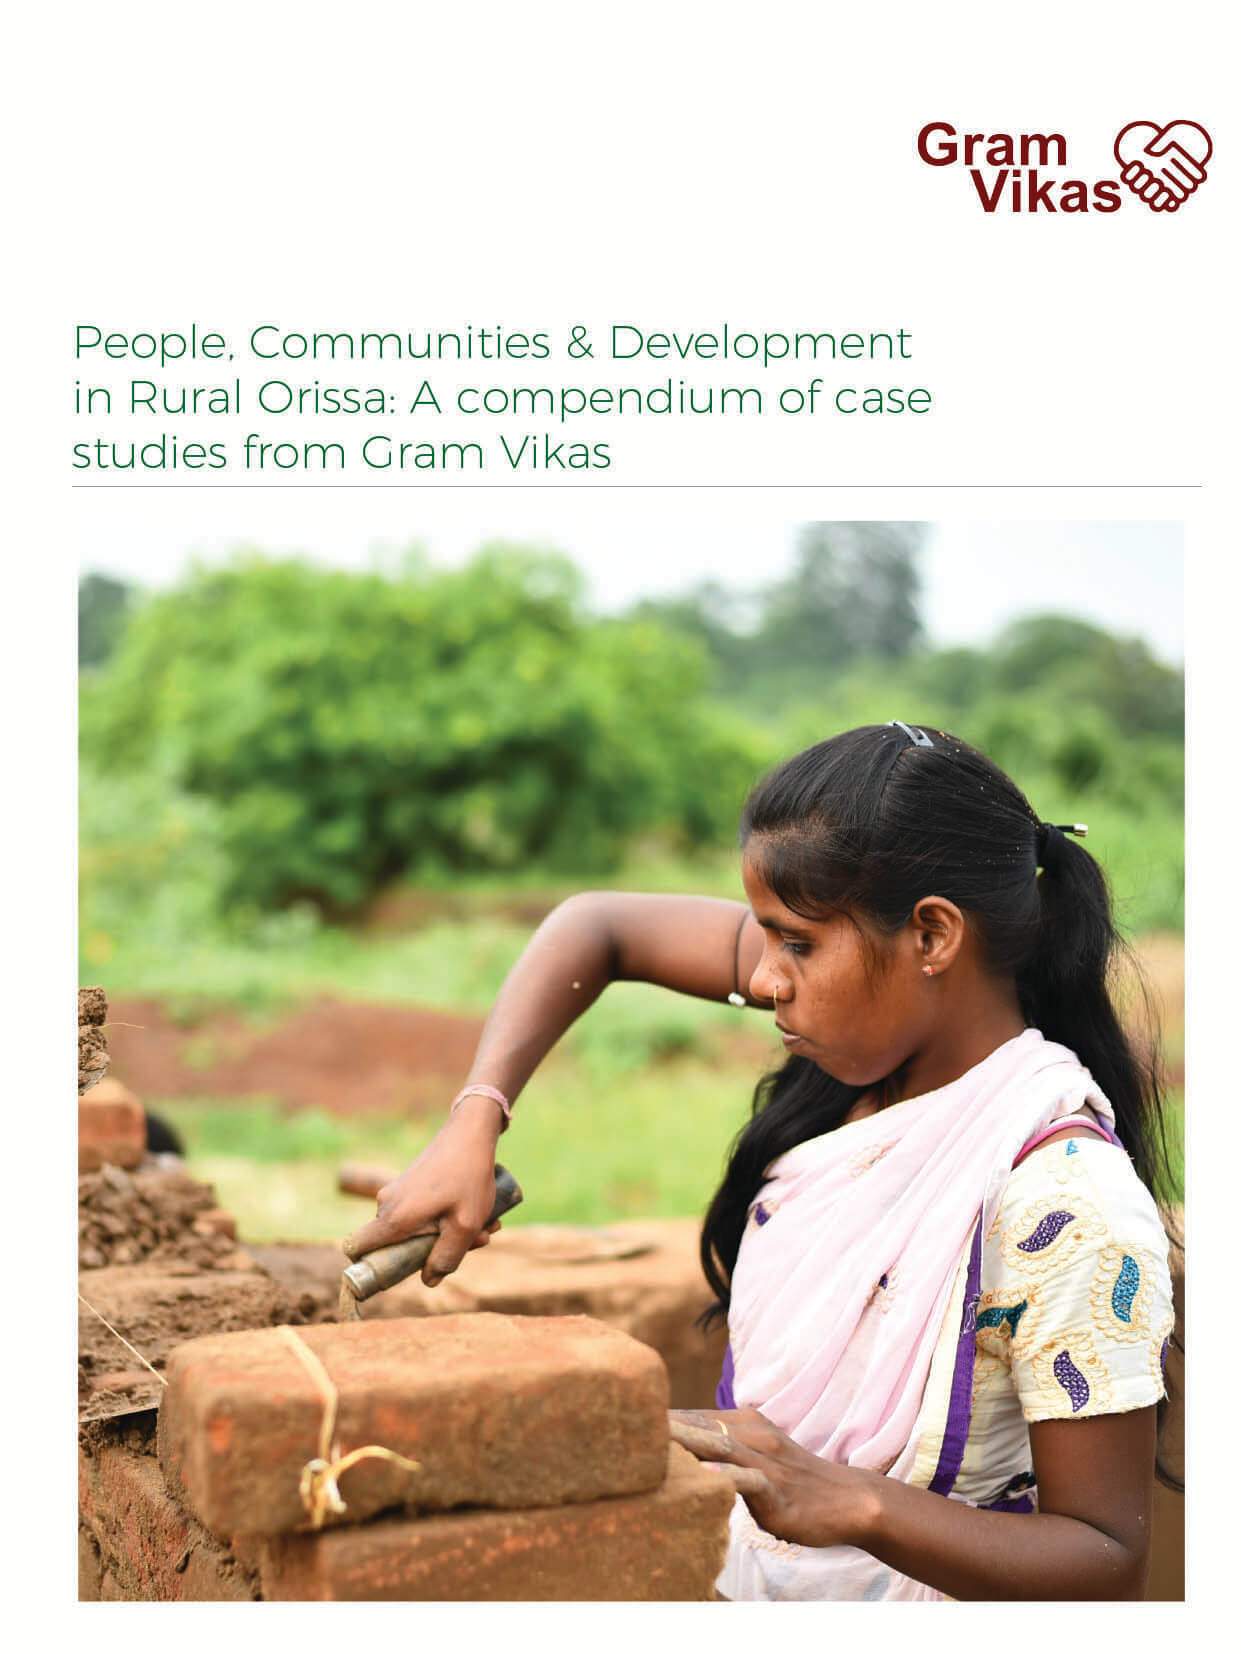 Gram
Vikas
People, Communities & Development
in Rural Orissa: A compendium of case
studies from Gram Vikas